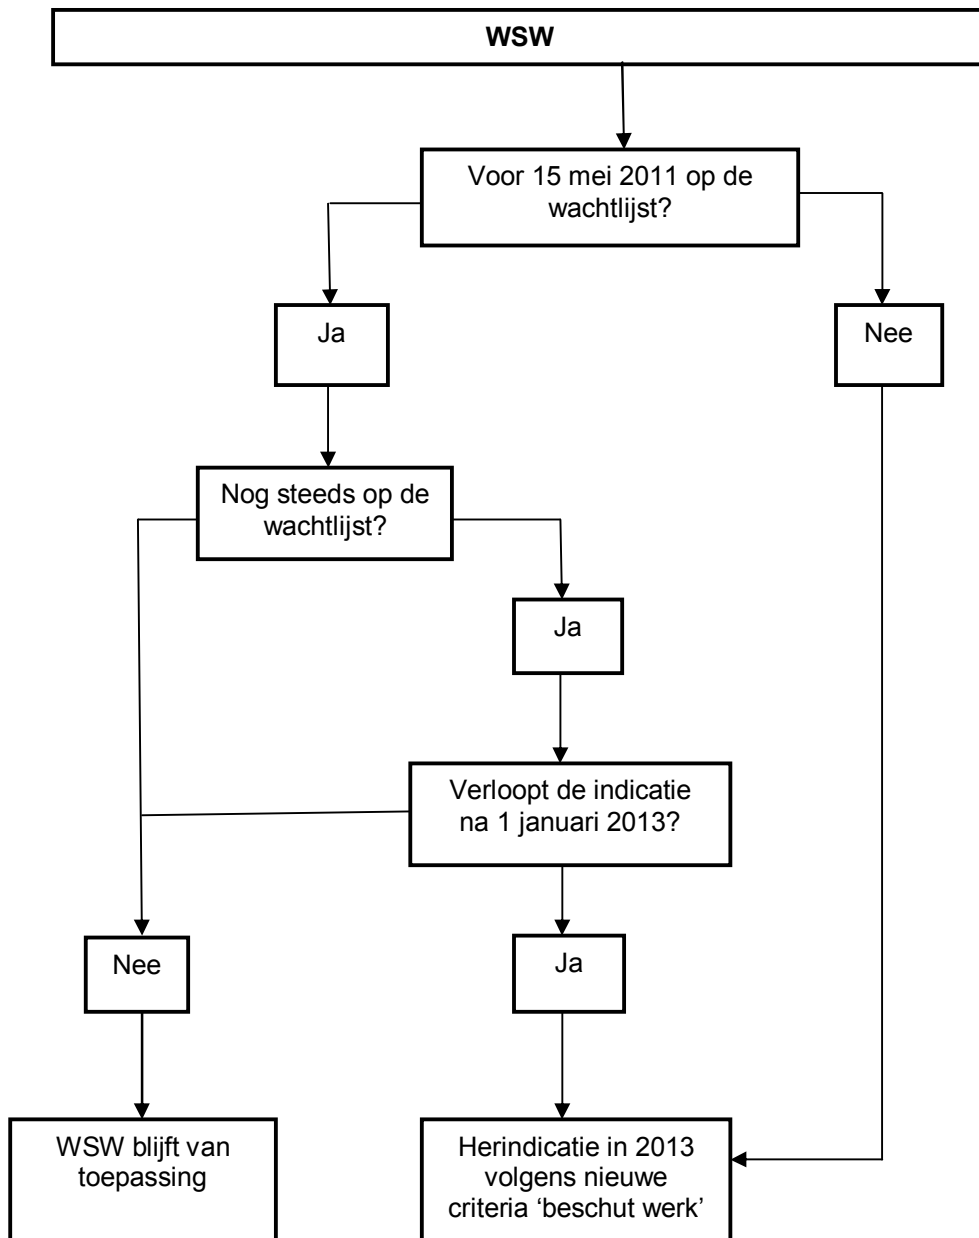 WSW
Voor 15 mei 2011 op de
wachtlijst?
Ja
Nee
Nog steeds op de
wachtlijst?
Ja
Verloopt de indicatie
na 1 januari 2013?
Nee
Ja
WSW blijft van
toepassing
Herindicatie in 2013
volgens nieuwe
criteria ‘beschut werk’